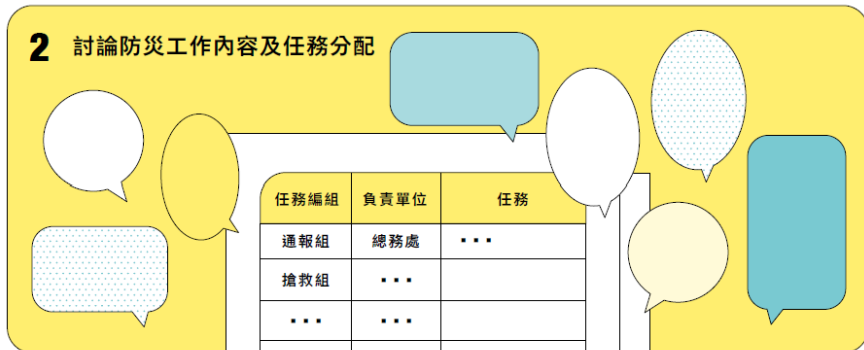 2 討論防災工作內容及任務分配
任務編組 負責單位 任務
通報組 總務處 ▪▪▪
搶救組 ▪▪▪
▪▪▪ ▪▪▪